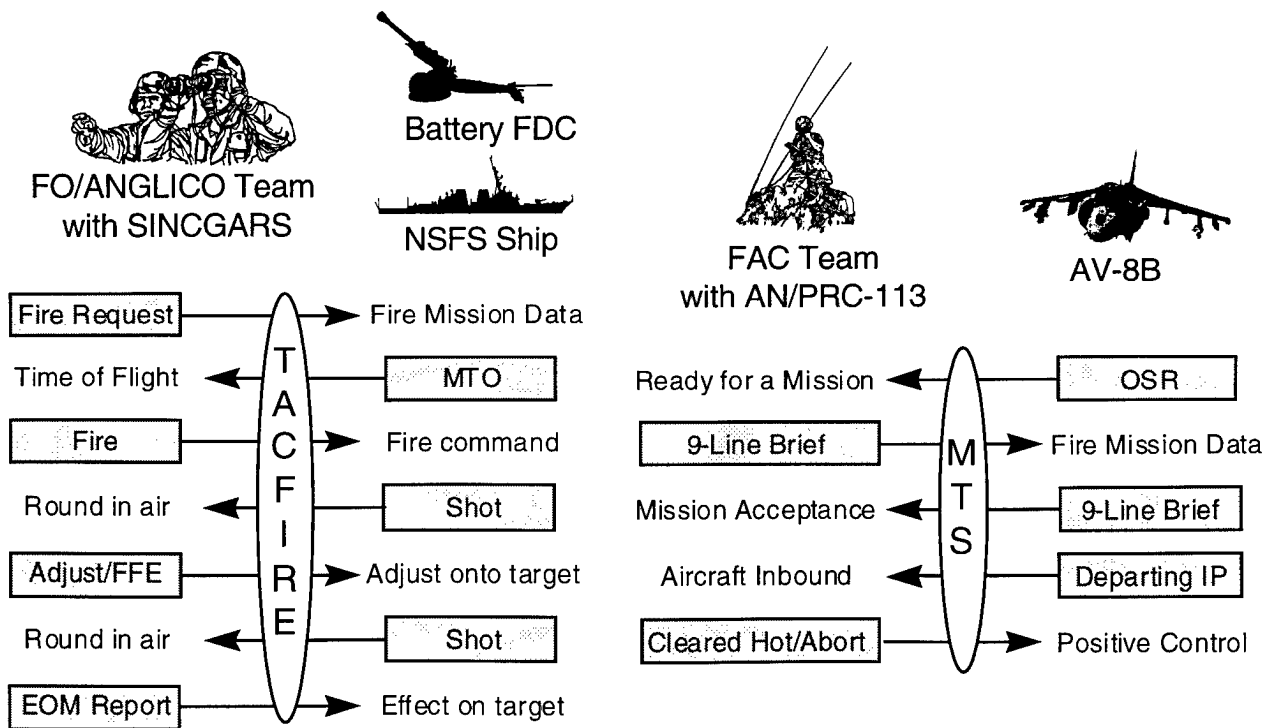 FO/ANGLICO Team
with SINCGARS
Battery FDC
NSFS Ship
Fire Request
Fire Mission Data
Time of Flight
MTO
Fire
Fire command
Round in air
Shot
Adjust/FFE
Adjust onto target
Round in air
Shot
EOM Report
Effect on target
TACFIRE
FAC Team
with AN/PRC-113
AV-8B
Ready for a Mission
OSR
9-Line Brief
Fire Mission Data
Mission Acceptance
9-Line Brief
Aircraft Inbound
Departing IP
Cleared Hot/Abort
Positive Control
MTS